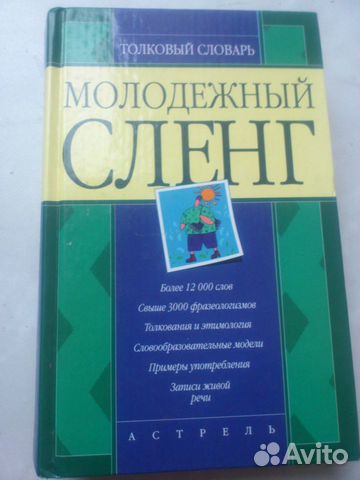 ТОЛКОВЫЙ СЛОВАРЬ
МОЛОДЕЖНЫЙ
СЛЕНГ
Более 12 000 слов
Свыше 3000 фразеологизмов
Толкования и этимология
Словообразовательные модели
Примеры употребления
Записи живой
речи
АСТРЕЛЬ
Avito